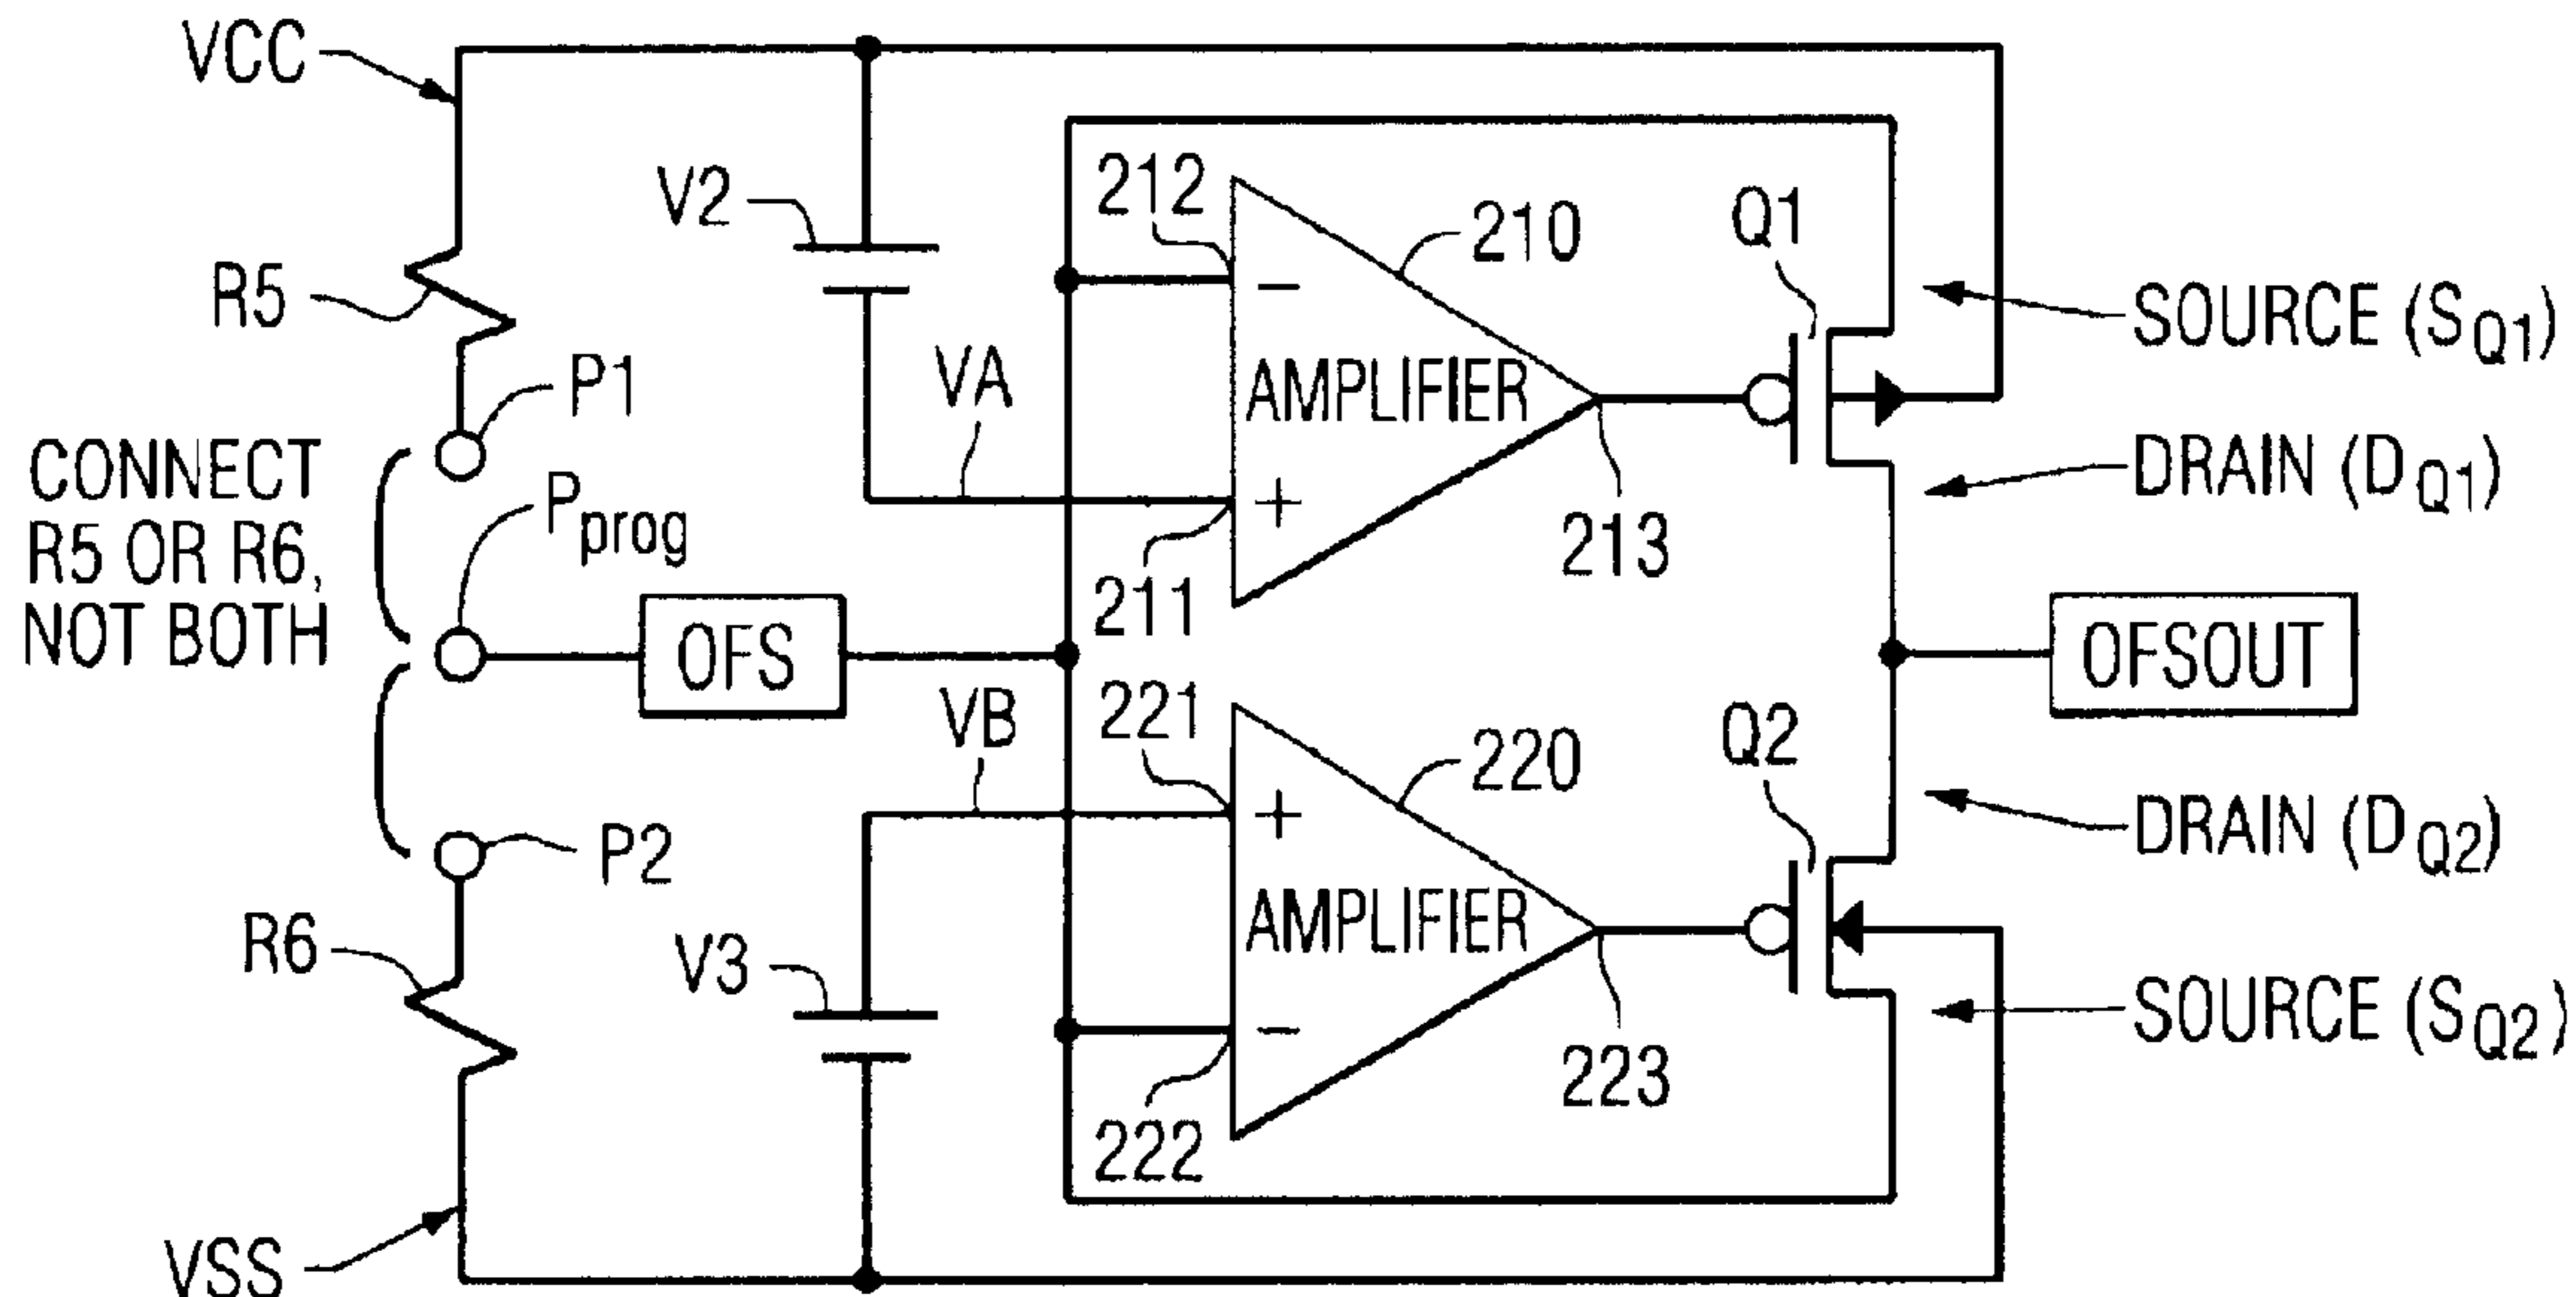 VCC
V2
212
210
Q1
R5
SOURCE (SQ1)
P1
VA
AMPLIFIER
CONNECT
R5 OR R6,
NOT BOTH
Pprog
−
+
211
213
DRAIN (DQ1)
OFS
OFSOUT
VB
221
220
Q2
DRAIN (DQ2)
P2
+
−
AMPLIFIER
R6
V3
SOURCE (SQ2)
222
223
VSS